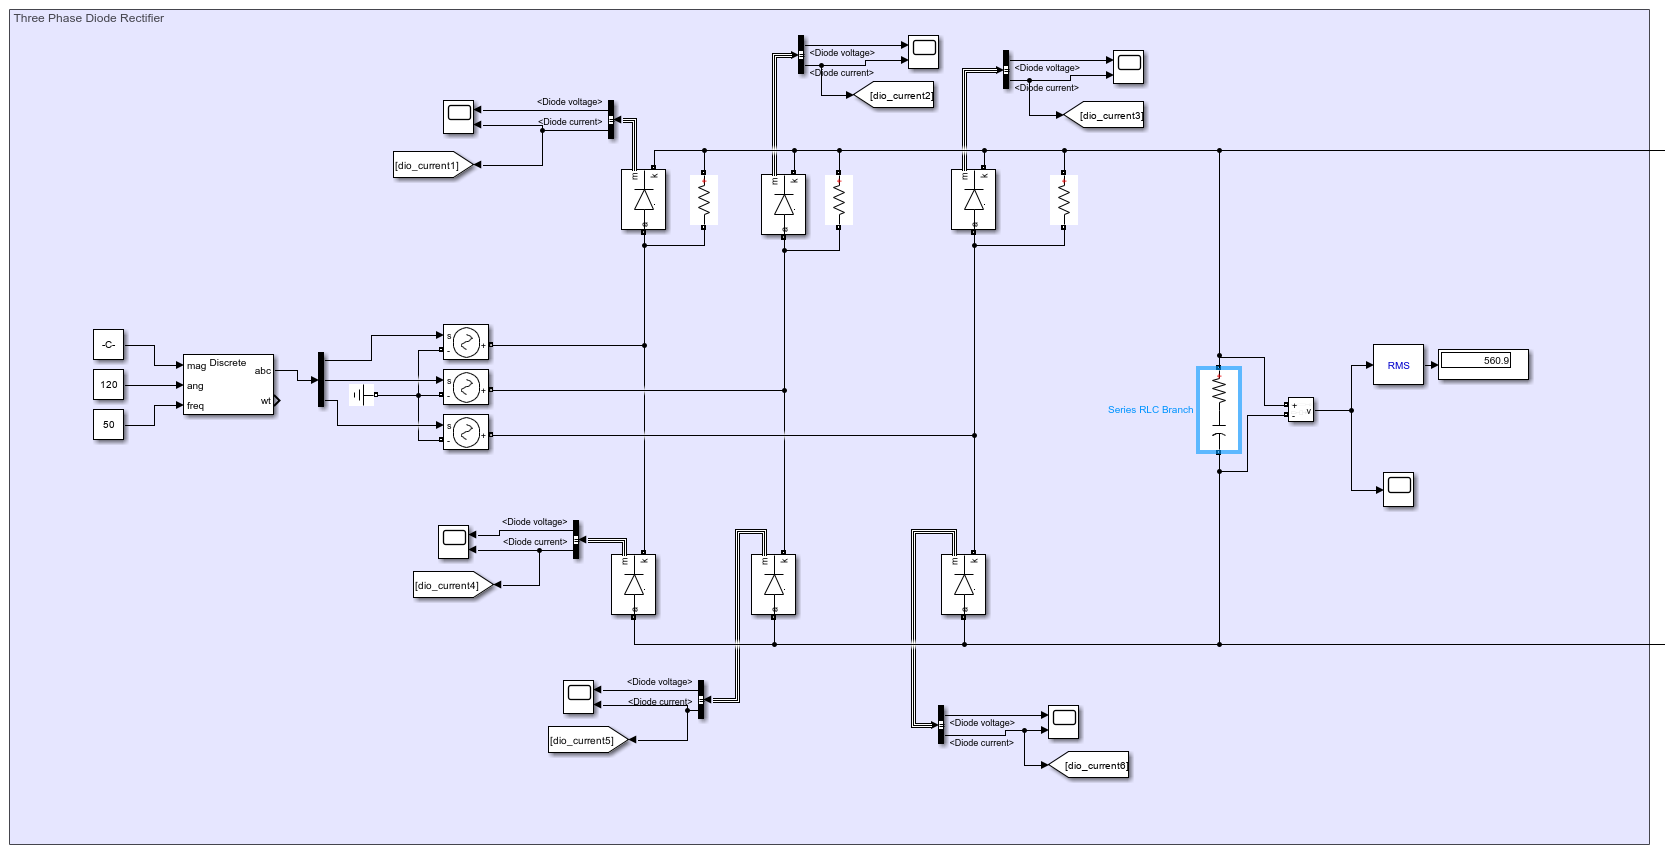 Three Phase Diode Rectifier
<Diode voltage>
<Diode current>
[dio_current2]
<Diode voltage>
<Diode current>
[dio_current3]
<Diode voltage>
<Diode current>
[dio_current1]
m k
a
m k
a
m k
a
+
+
+
-C-
120
50
mag
ang
freq
Discrete
abc
wt
s
-
+
s
-
+
s
-
+
Series RLC Branch
+
+
-
v
RMS
560.9
<Diode voltage>
<Diode current>
[dio_current4]
m k
a
m k
a
m k
a
<Diode voltage>
<Diode current>
[dio_current5]
<Diode voltage>
<Diode current>
[dio_current6]